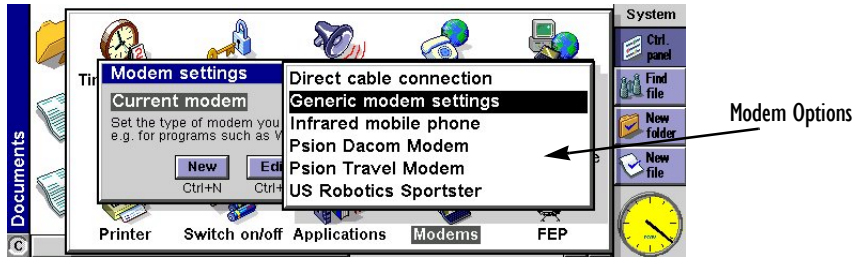 System
Ctrl.
panel
Find
file
New
folder
New
file
Documents
C
Tir
Modem settings
Current modem
Set the type of modem you
e.g. for programs such as W
New
Edi
Ctrl+N
Ctrl+
Direct cable connection
Generic modem settings
Infrared mobile phone
Psion Dacom Modem
Psion Travel Modem
US Robotics Sportster
e
Printer
Switch on/off
Applications
Modems
FEP
Modem Options